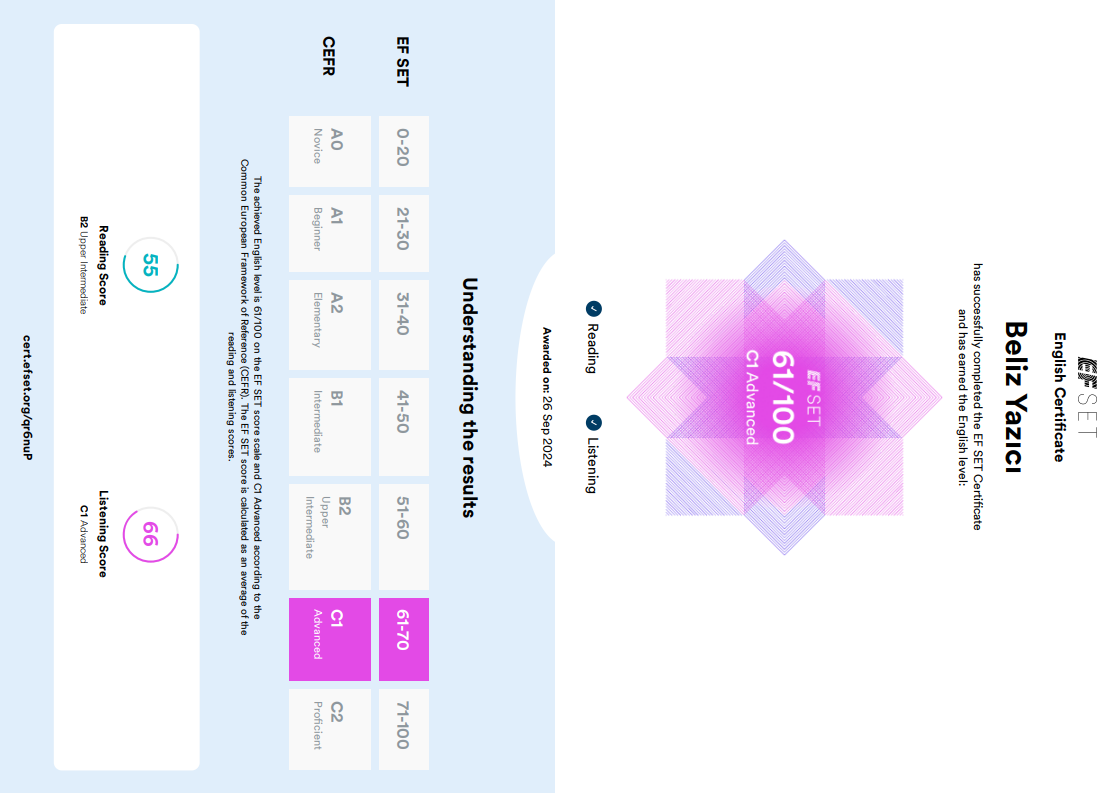 EF SET
English Certificate
Beliz Yazıcı
has successfully completed the EF SET Certificate
and has earned the English level:
EF SET
61/100
C1 Advanced
Reading
Listening
Awarded on: 26 Sep 2024
Understanding the results
EF SET
0-20
21-30
31-40
41-50
51-60
61-70
71-100
CEFR
A0
Novice
A1
Beginner
A2
Elementary
B1
Intermediate
B2
Upper
Intermediate
C1
Advanced
C2
Proficient
The achieved English level is 61/100 on the EF SET score scale and C1 Advanced according to the
Common European Framework of Reference (CEFR). The EF SET score is calculated as an average of the
reading and listening scores.
55
Reading Score
B2 Upper Intermediate
66
Listening Score
C1 Advanced
cert.efset.org/qr6nuP